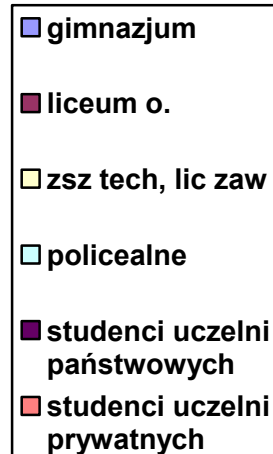 gimnazjum
liceum o.
zsz tech, lic zaw
policealne
studenci uczelni
państwowych
studenci uczelni
prywatnych